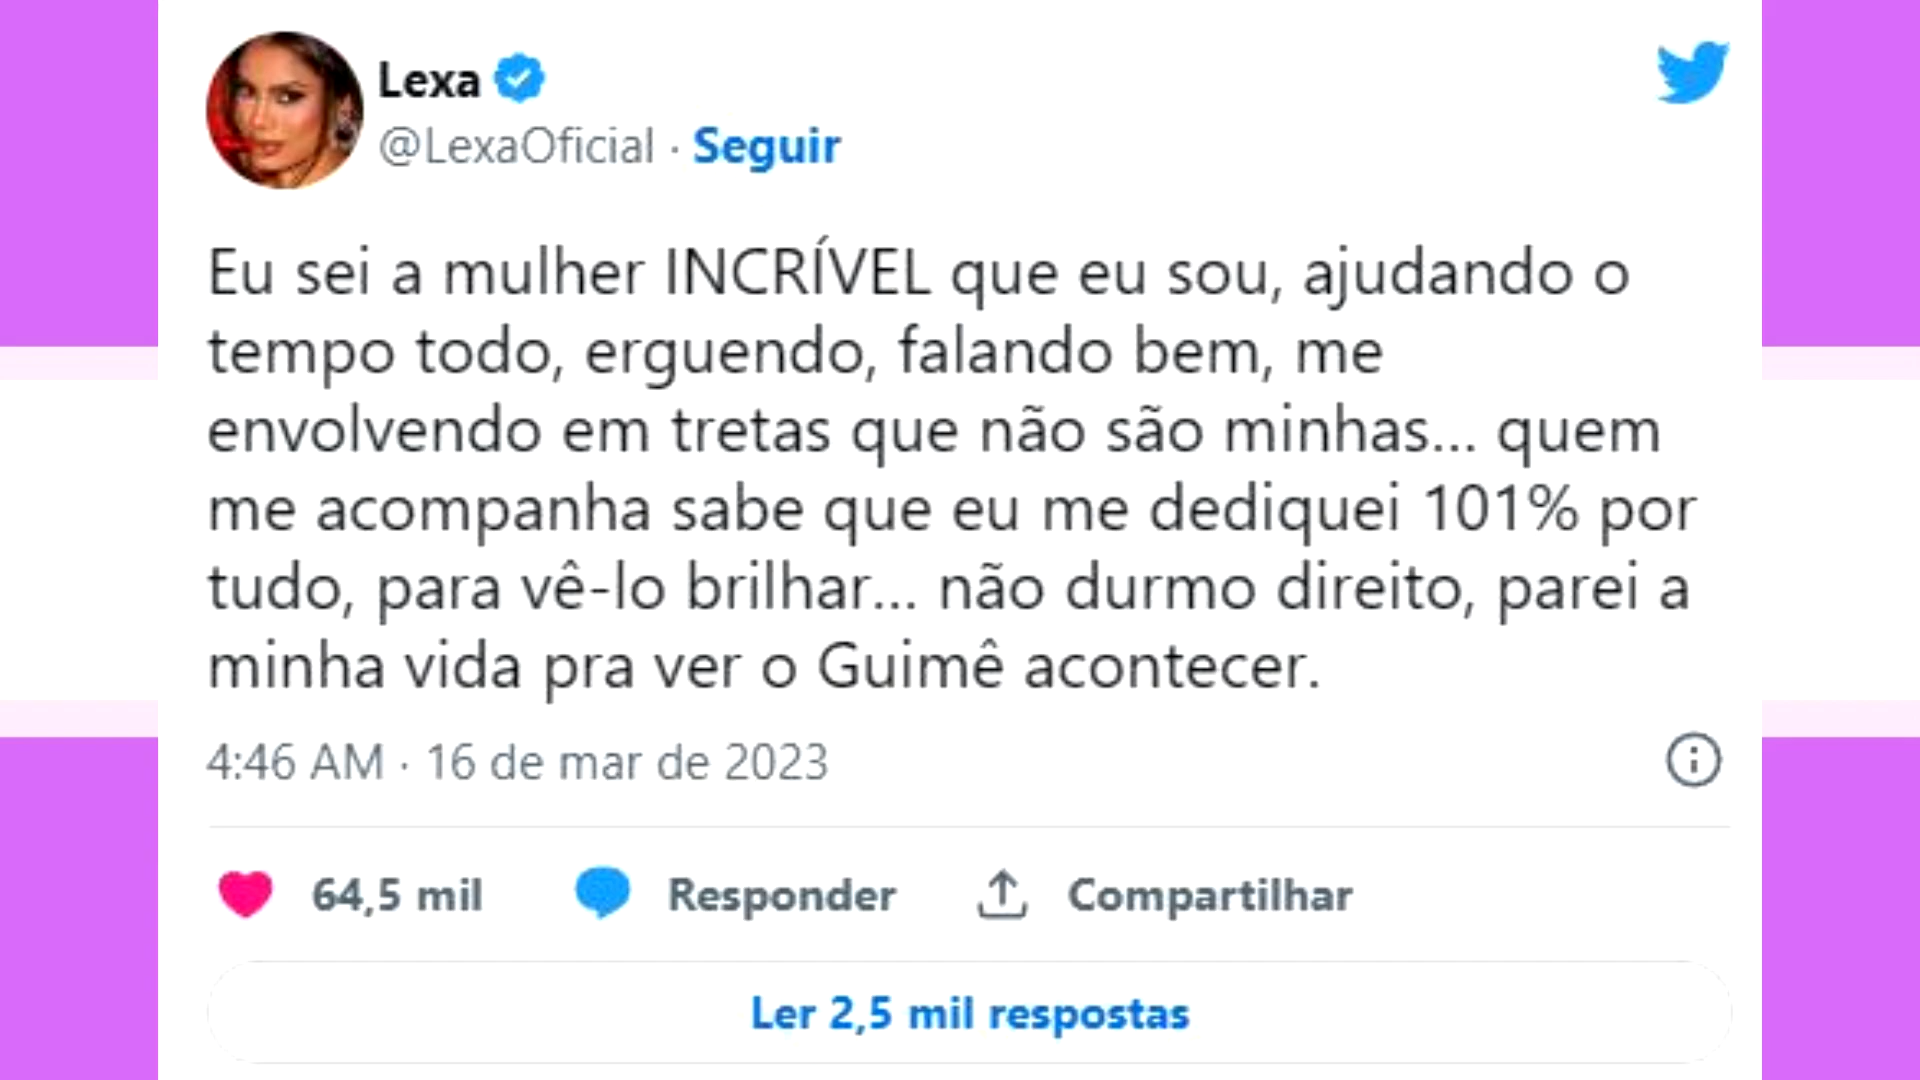 Lexa
@LexaOficial · Seguir
Eu sei a mulher INCRÍVEL que eu sou, ajudando o
tempo todo, erguendo, falando bem, me
envolvendo em tretas que não são minhas... quem
me acompanha sabe que eu me dediquei 101% por
tudo, para vê-lo brilhar... não durmo direito, parei a
minha vida pra ver o Guimê acontecer.
4:46 AM · 16 de mar de 2023
64,5 mil Responder Compartilhar
Ler 2,5 mil respostas